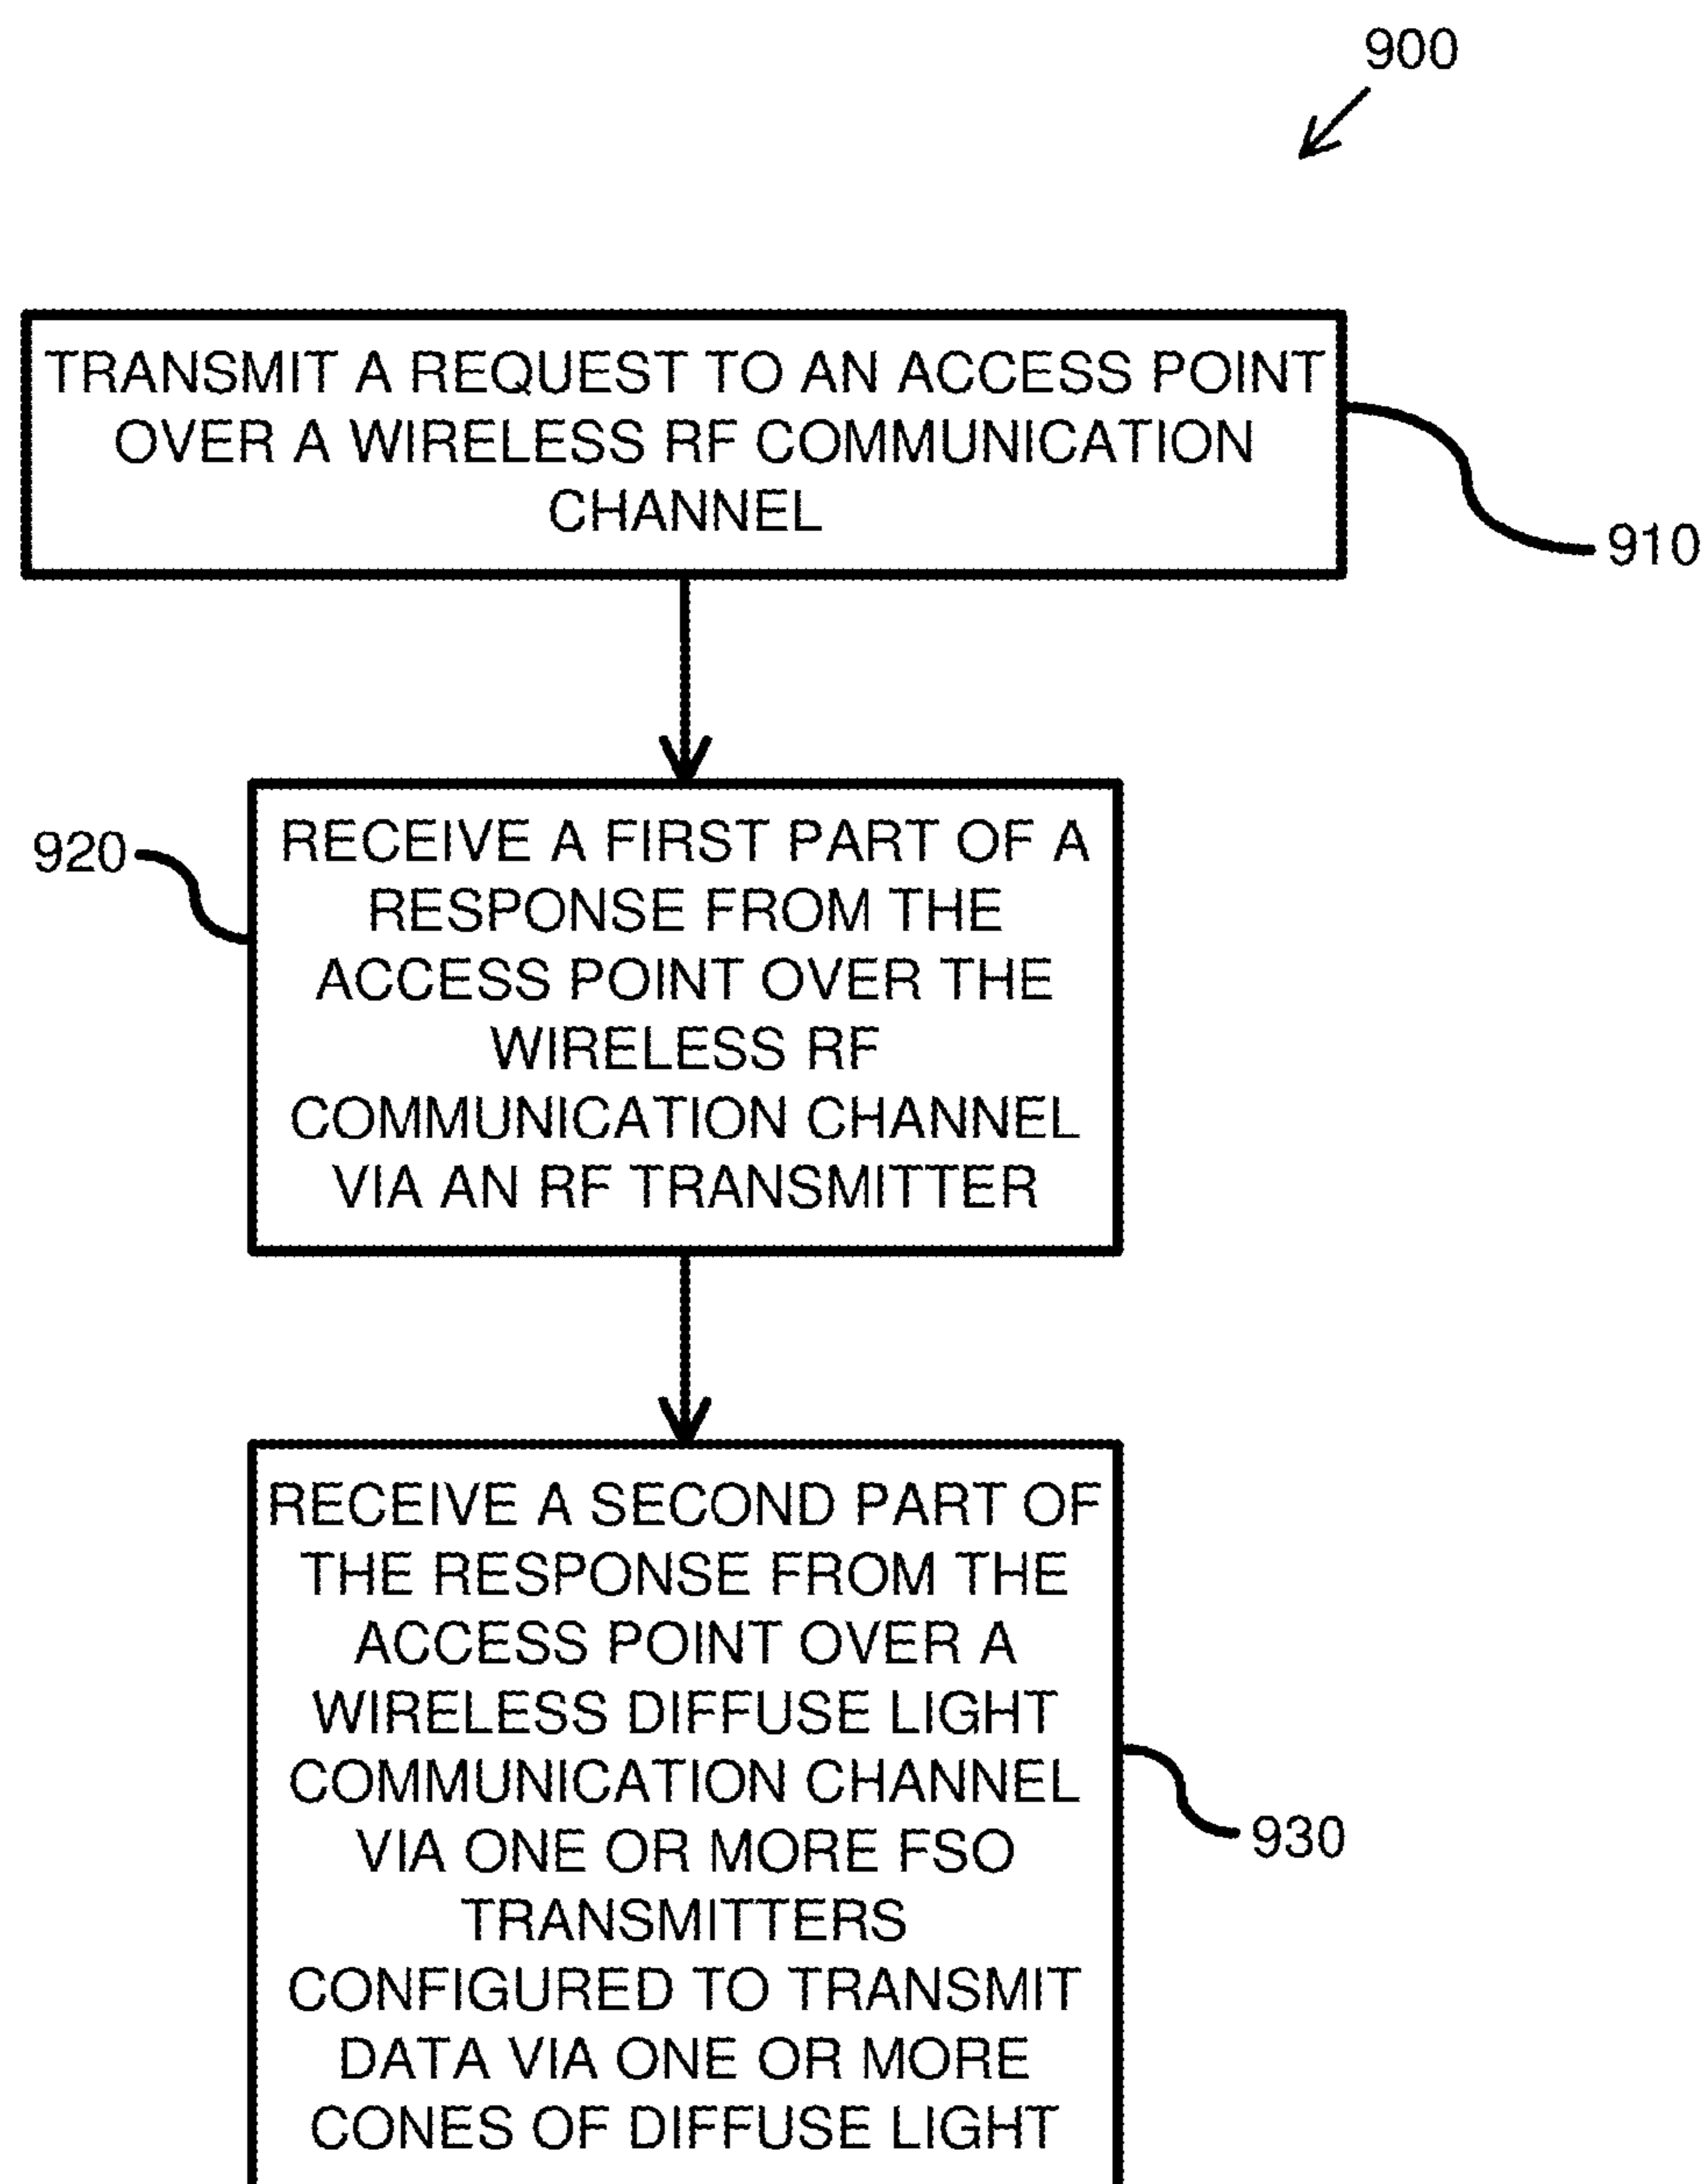 900
TRANSMIT A REQUEST TO AN ACCESS POINT
OVER A WIRELESS RF COMMUNICATION
CHANNEL
910
920
RECEIVE A FIRST PART OF A
RESPONSE FROM THE
ACCESS POINT OVER THE
WIRELESS RF
COMMUNICATION CHANNEL
VIA AN RF TRANSMITTER
RECEIVE A SECOND PART OF
THE RESPONSE FROM THE
ACCESS POINT OVER A
WIRELESS DIFFUSE LIGHT
COMMUNICATION CHANNEL
VIA ONE OR MORE FSO
TRANSMITTERS
CONFIGURED TO TRANSMIT
DATA VIA ONE OR MORE
CONES OF DIFFUSE LIGHT
930